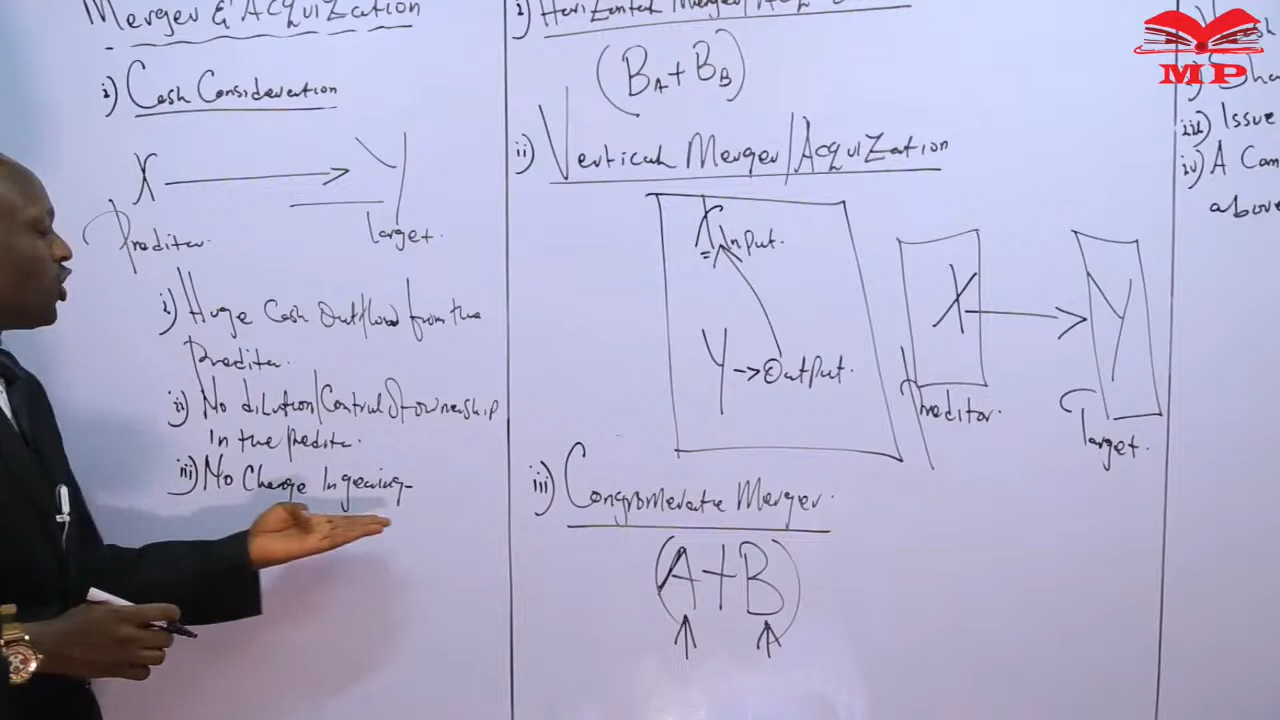 Merger & Acquization
i) Cash Consideration
X → Y
Preditor.
Target.
i) Huge Cash Outflow from the
Preditor.
ii) No dilution/Control of ownership
in the predite.
iii) No Change In gearing
i) Horizontal Merger/
(BA + BB)
ii) Vertical Merger/Acquization
X Input.
Y → Output.
X → Y
Preditor.
Target.
iii) Congromerate Merger.
(A + B)
MP
iii) Issue
iv) A Com
above